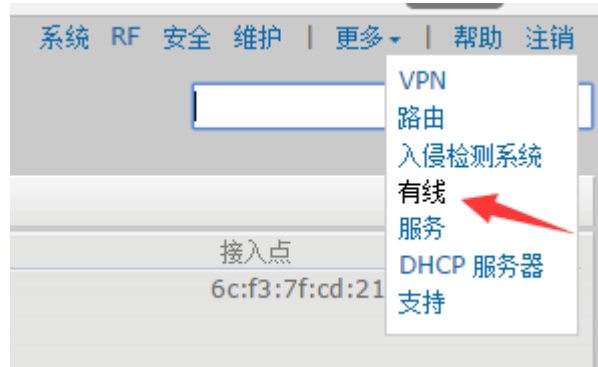 系统 RF 安全 维护 | 更多 | 帮助 注销
VPN
路由
入侵检测系统
有线
服务
接入点
DHCP 服务器
6c:f3:7f:cd:21
支持